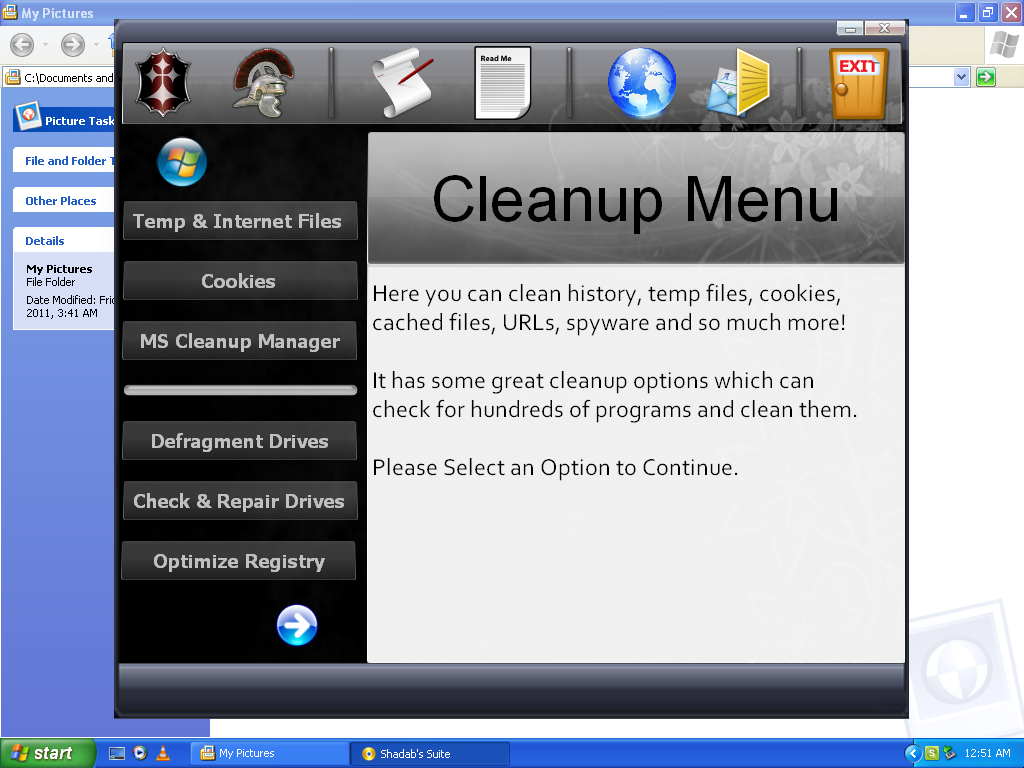 My Pictures
C:\Documents and
Read Me
EXIT
Picture Task
File and Folder T
Other Places
Details
My Pictures
File Folder
Date Modified: Frid
2011, 3:41 AM
Temp & Internet Files
Cookies
MS Cleanup Manager
Defragment Drives
Check & Repair Drives
Optimize Registry
Cleanup Menu
Here you can clean history, temp files, cookies,
cached files, URLs, spyware and so much more!
It has some great cleanup options which can
check for hundreds of programs and clean them.
Please Select an Option to Continue.
start
My Pictures
Shadab's Suite
12:51 AM